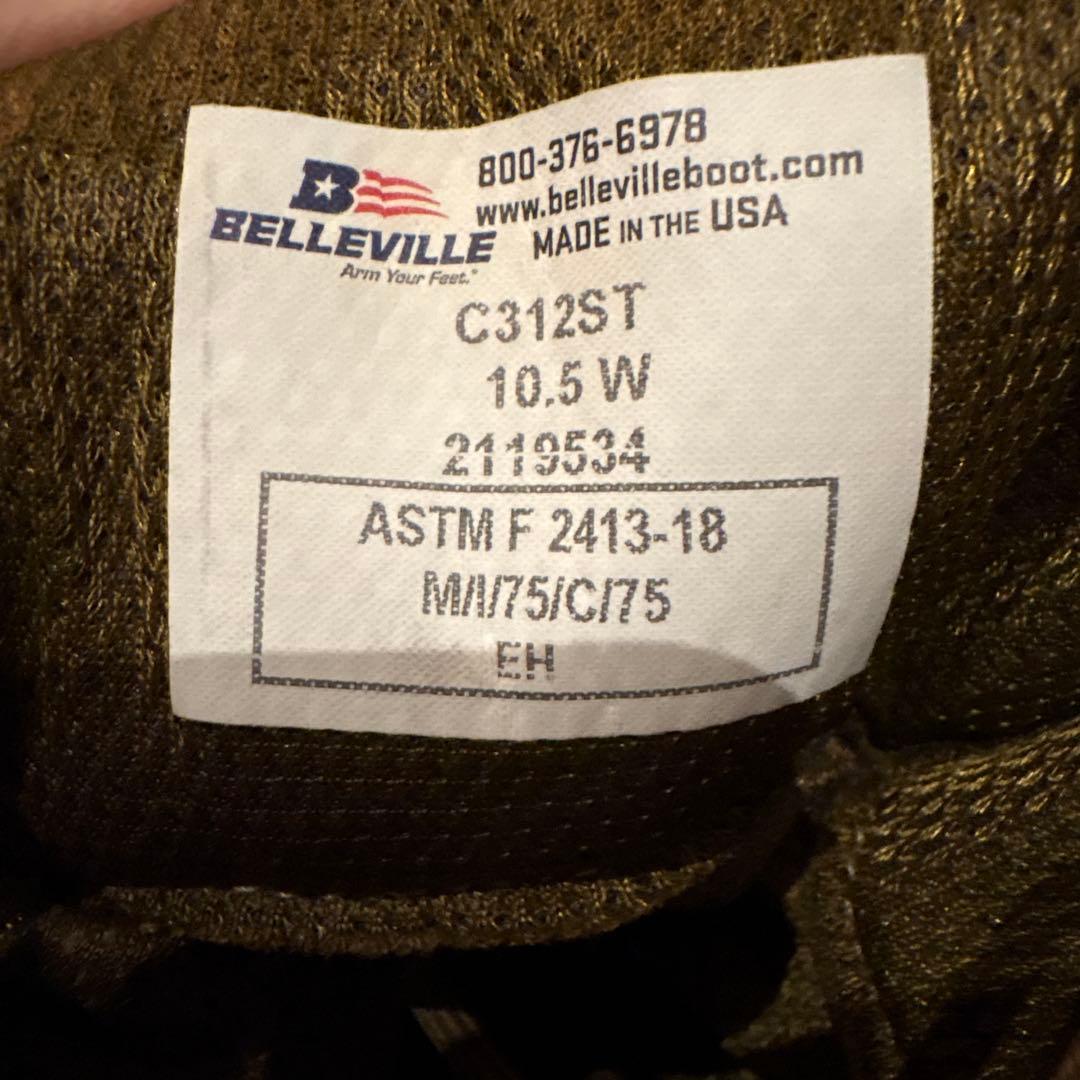 800-376-6978
www.bellevilleboot.com
MADE IN THE USA
B
BELLEVILLE
Arm Your Feet.®
C312ST
10.5 W
2119534
ASTM F 2413-18
M/I/75/C/75
EH